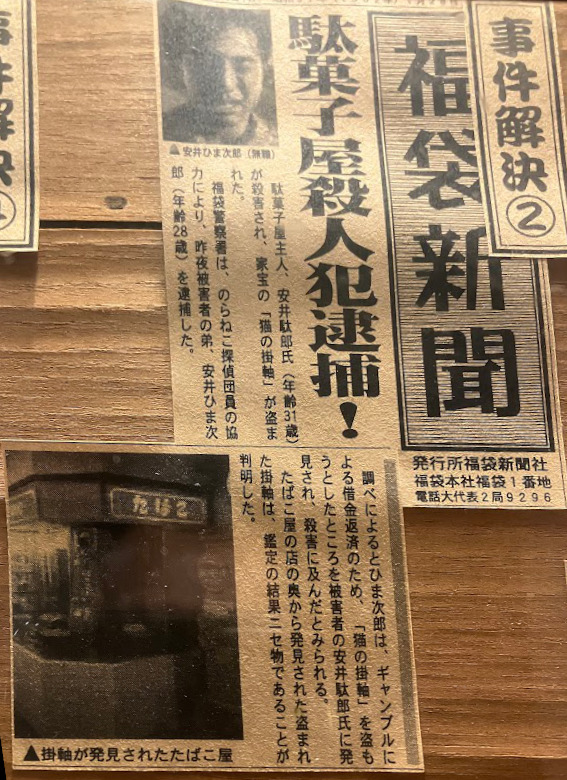 事件解決②
福袋新聞
発行所福袋新聞社
福袋本社福袋1番地
電話大代表2局9296
駄菓子屋殺人犯逮捕!
▲安井ひま次郎(無職)
駄菓子屋主人、安井駄郎氏(年齢31歳)
が殺害され、家宝の「猫の掛軸」が盗ま
れた。
福袋警察署は、のらねこ探偵団員の協
力により、昨夜被害者の弟、安井ひま次
郎(年齢28歳)を逮捕した。
調べによるとひま次郎は、ギャンブルに
よる借金返済のため、「猫の掛軸」を盗も
うとしたところを被害者の安井駄郎氏に発
見され、殺害に及んだとみられる。
たばこ屋の店の奥から発見された盗まれ
た掛軸は、鑑定の結果ニセ物であることが
判明した。
たばこ
▲掛軸が発見されたたばこ屋
事件解決①